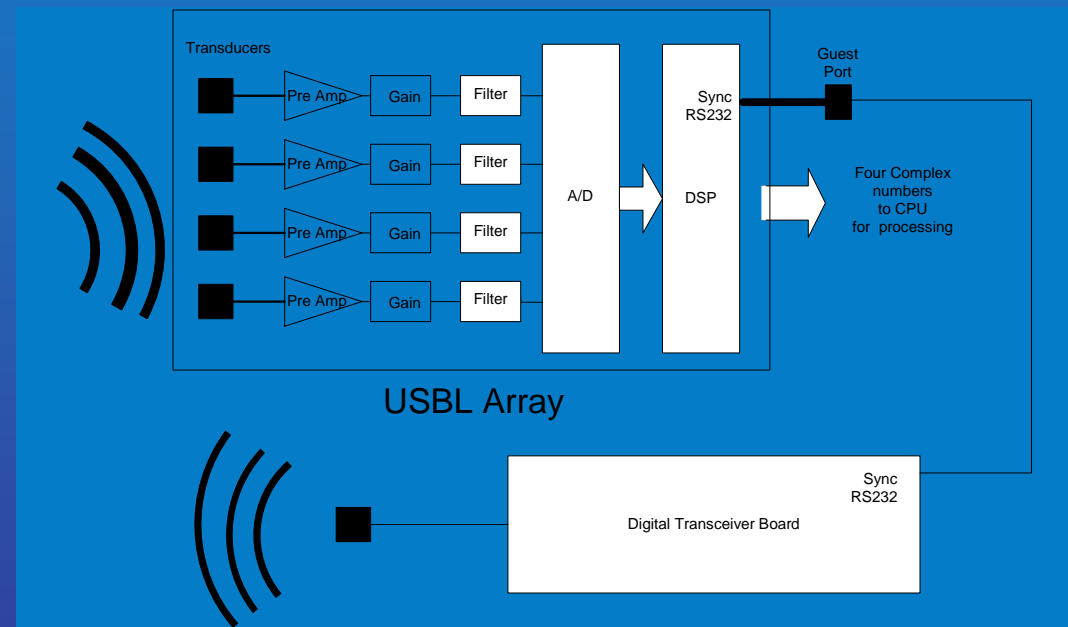 Transducers
Pre Amp
Gain
Filter
Pre Amp
Gain
Filter
Pre Amp
Gain
Filter
Pre Amp
Gain
Filter
A/D
Sync
RS232
DSP
Guest
Port
Four Complex
numbers
to CPU
for processing
USBL Array
Sync
RS232
Digital Transceiver Board